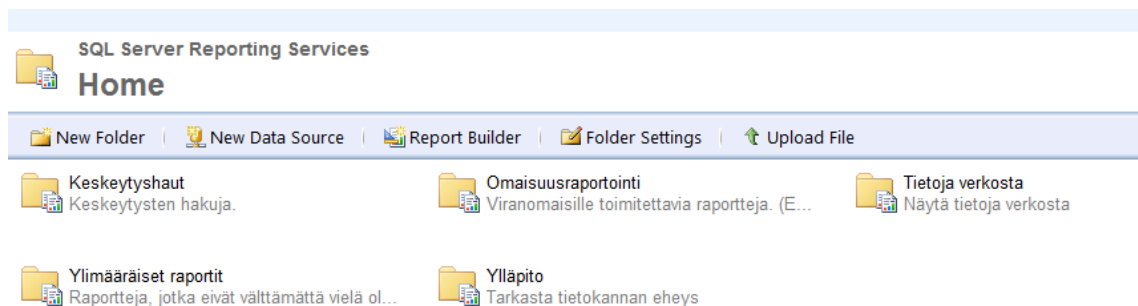 SQL Server Reporting Services
Home
New Folder New Data Source Report Builder Folder Settings Upload File
Keskeytyshaut Omaisuusraportointi Tietoja verkosta
Keskeytysten hakuja. Viranomaisille toimitettavia raportteja. (E... Näytä tietoja verkosta
Ylimääräiset raportit Ylläpito
Raportteja, jotka eivät välttämättä vielä ol... Tarkasta tietokannan eheys